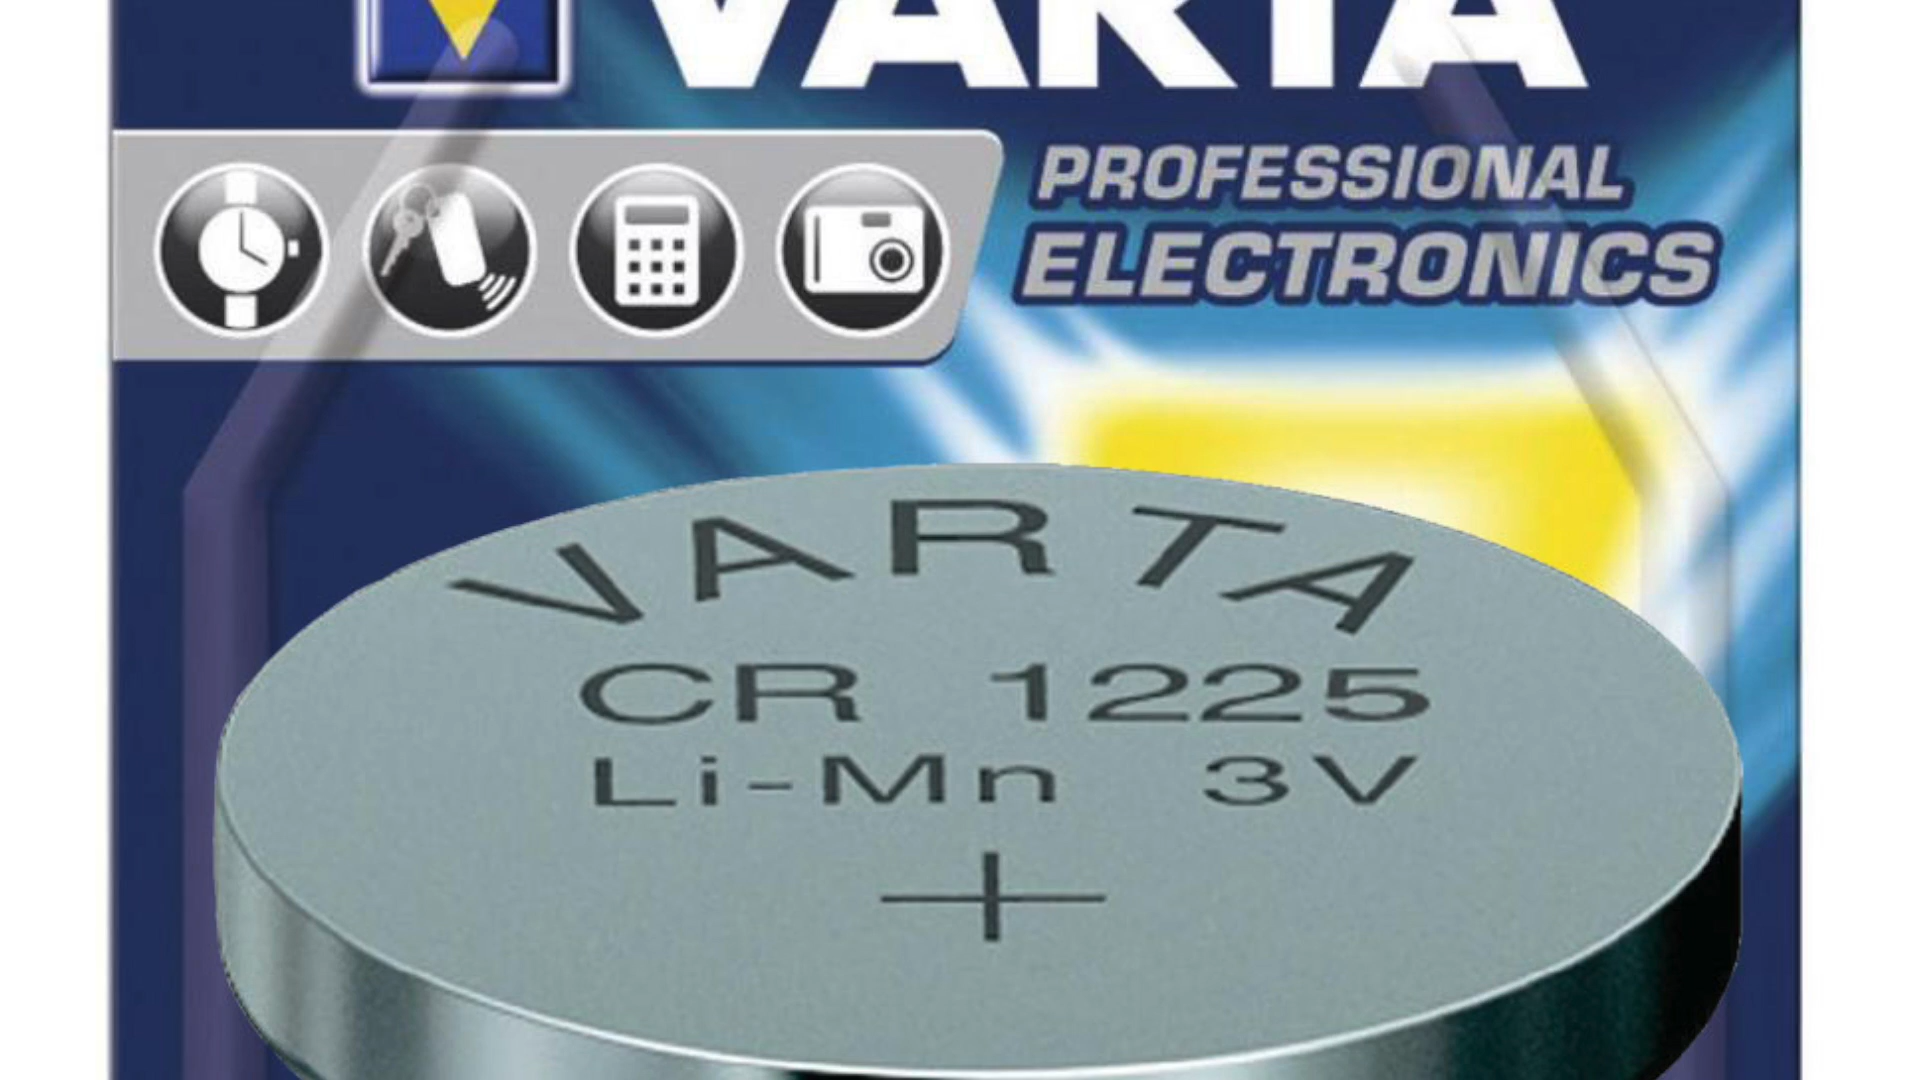 VARTA
PROFESSIONAL
ELECTRONICS
VARTA
CR 1225
Li-Mn 3V
+